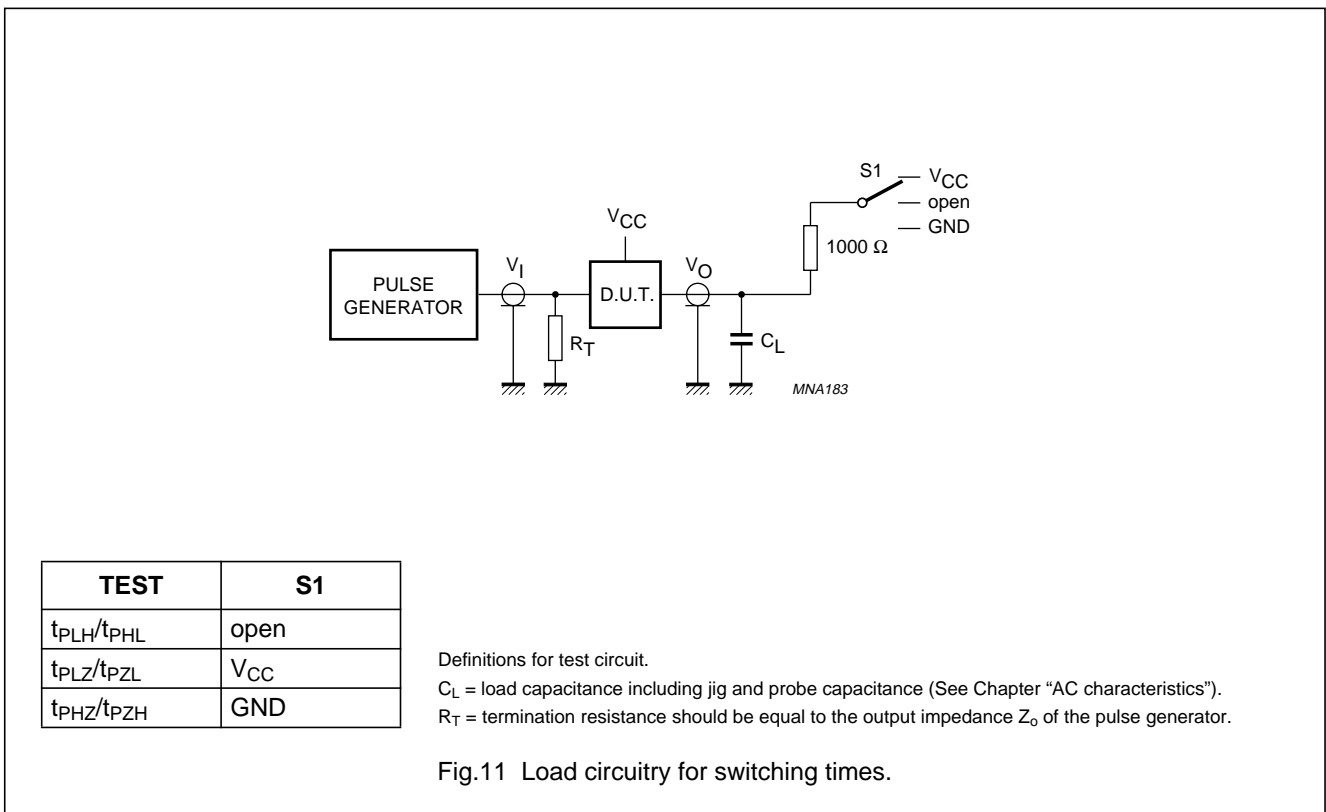 S1
VCC
open
GND
1000 Ω
VCC
VI
VO
PULSE
GENERATOR
D.U.T.
RT
CL
MNA183
TEST S1
tPLH/tPHL open
tPLZ/tPZL VCC
tPHZ/tPZH GND
Definitions for test circuit.
CL = load capacitance including jig and probe capacitance (See Chapter “AC characteristics”).
RT = termination resistance should be equal to the output impedance Zo of the pulse generator.
Fig.11 Load circuitry for switching times.